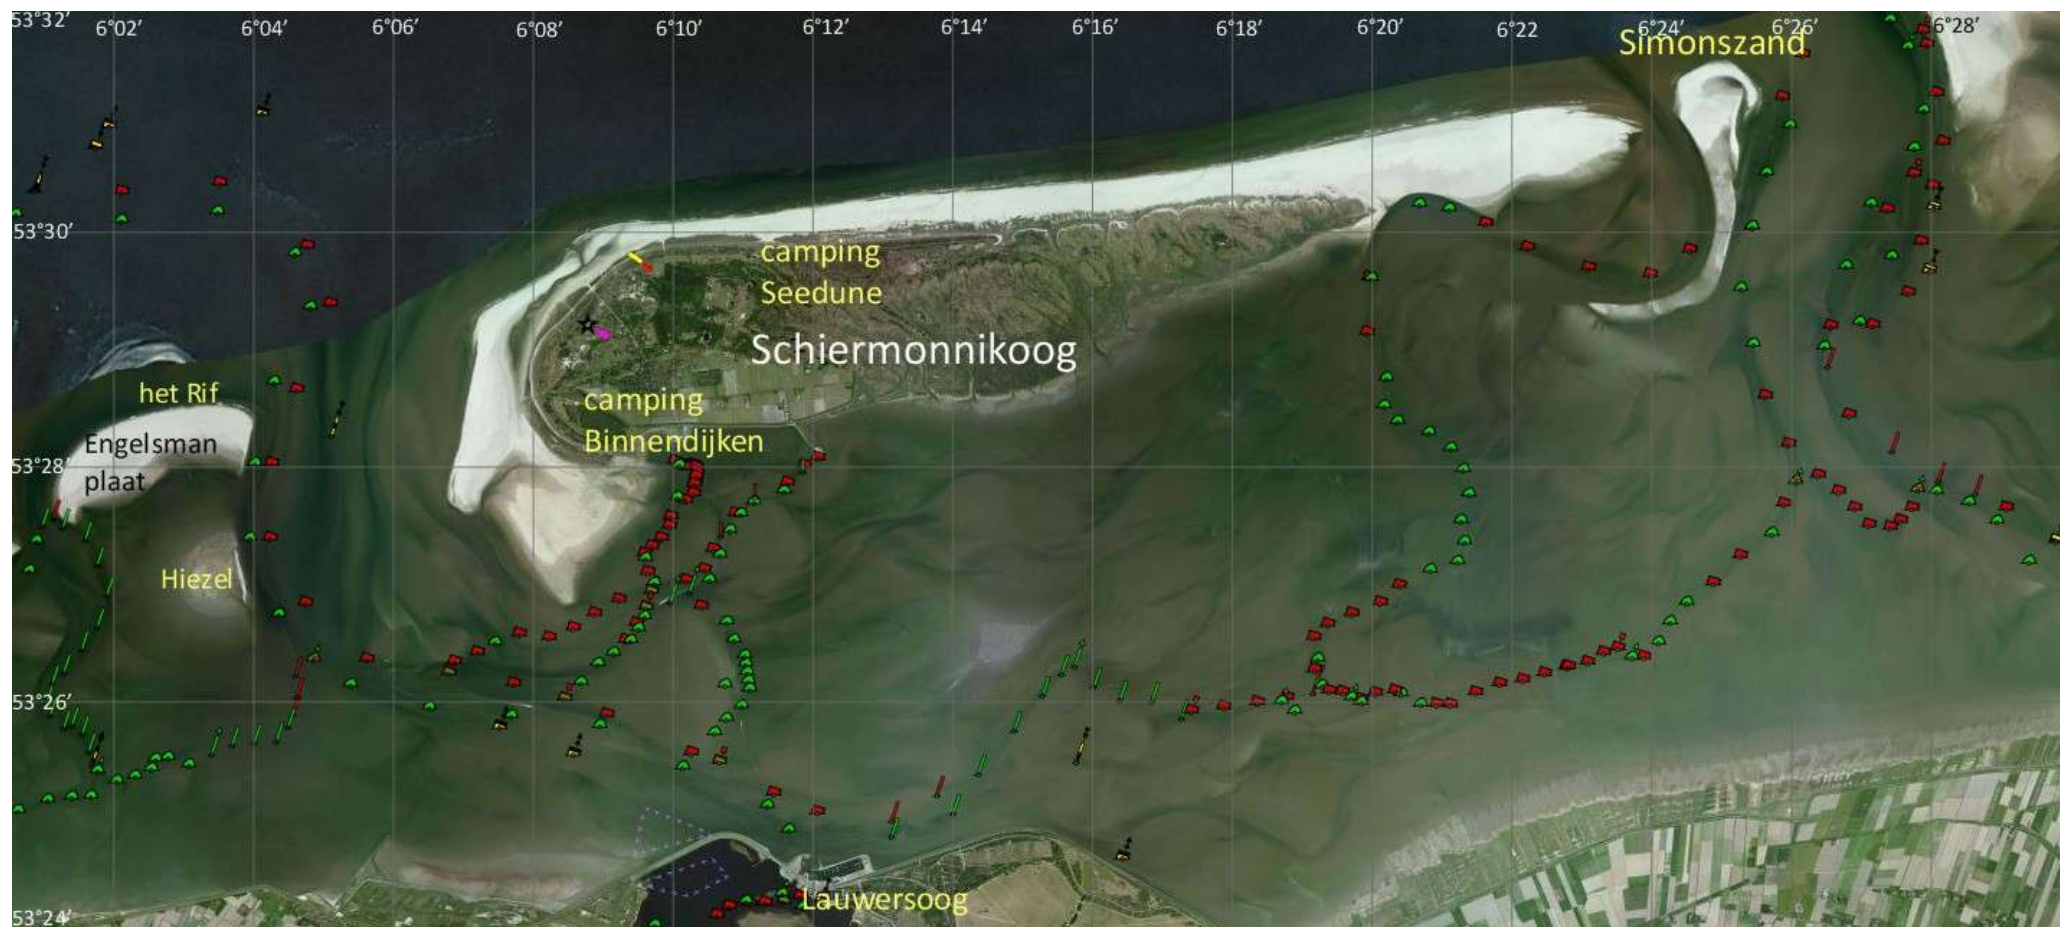 53°32′
6°02′
6°04′
6°06′
6°08′
6°10′
6°12′
6°14′
6°16′
6°18′
6°20′
6°22′
6°24′
6°26′
6°28′
Simonszand
53°30′
camping
Seedune
Schiermonnikoog
het Rif
camping
Binnendijken
Engelsman
plaat
53°28′
Hiezel
53°26′
Lauwersoog
53°24′